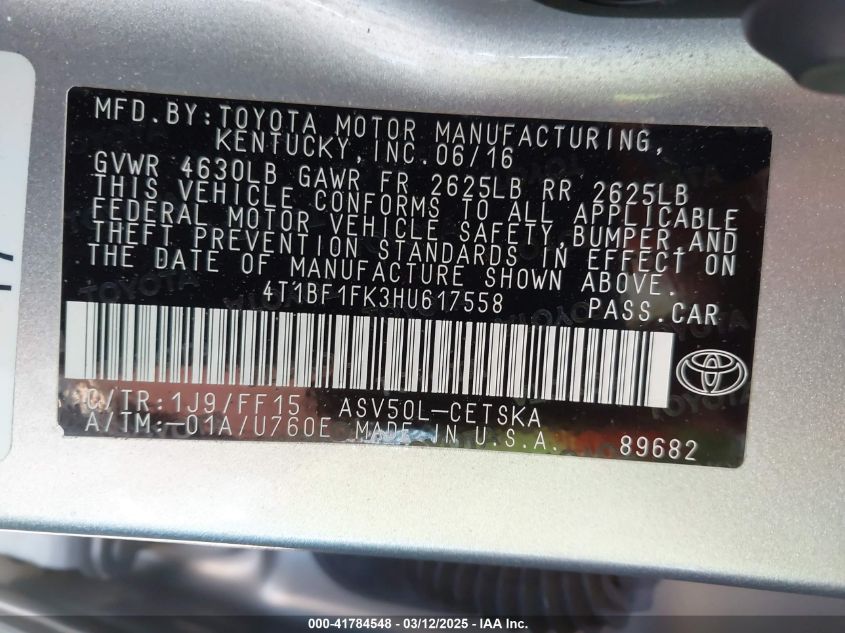 MFD.BY:TOYOTA MOTOR MANUFACTURING,
KENTUCKY,INC.06/16
GVWR 4630LB GAWR FR 2625LB RR 2625LB
THIS VEHICLE CONFORMS TO ALL APPLICABLE
FEDERAL MOTOR VEHICLE SAFETY,BUMPER,AND
THEFT PREVENTION STANDARDS IN EFFECT ON
THE DATE OF MANUFACTURE SHOWN ABOVE.
4T1BF1FK3HU617558 PASS.CAR
C/TR:1J9/FF15 ASV50L-CETSKA
A/TM:-01A/U760E MADE IN U.S.A. 89682
000-41784548 - 03/12/2025 - IAA Inc.